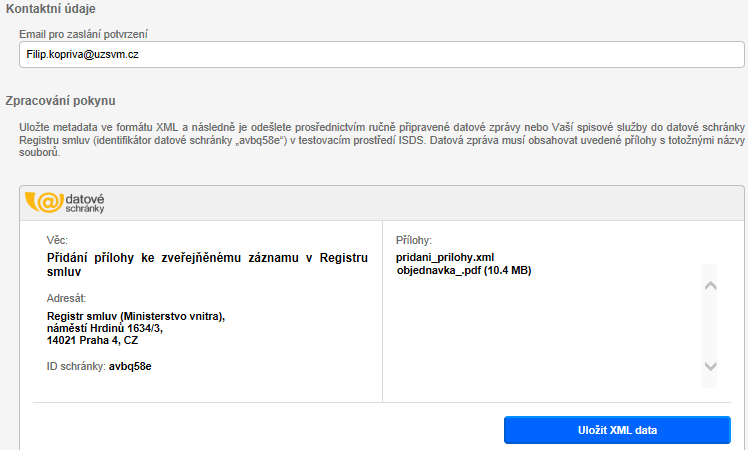 Kontaktní údaje
Email pro zaslání potvrzení
Filip.kopriva@uzsvm.cz
Zpracování pokynu
Uložte metadata ve formátu XML a následně je odešlete prosřednictvím ručně připravené datové zprávy nebo Vaší spisové služby do datové schránky
Registru smluv (identifikátor datové schránky „avbq58e“) v testovacím prostředí ISDS. Datová zpráva musí obsahovat uvedené přílohy s totožnými názvy
souborů.
datové
schránky
Věc:
Přidání přílohy ke zveřejňěnému záznamu v Registru
smluv
Adresát:
Registr smluv (Ministerstvo vnitra),
náměstí Hrdinů 1634/3,
14021 Praha 4, CZ
ID schránky: avbq58e
Přílohy:
pridani_prilohy.xml
objednavka_.pdf (10.4 MB)
Uložit XML data